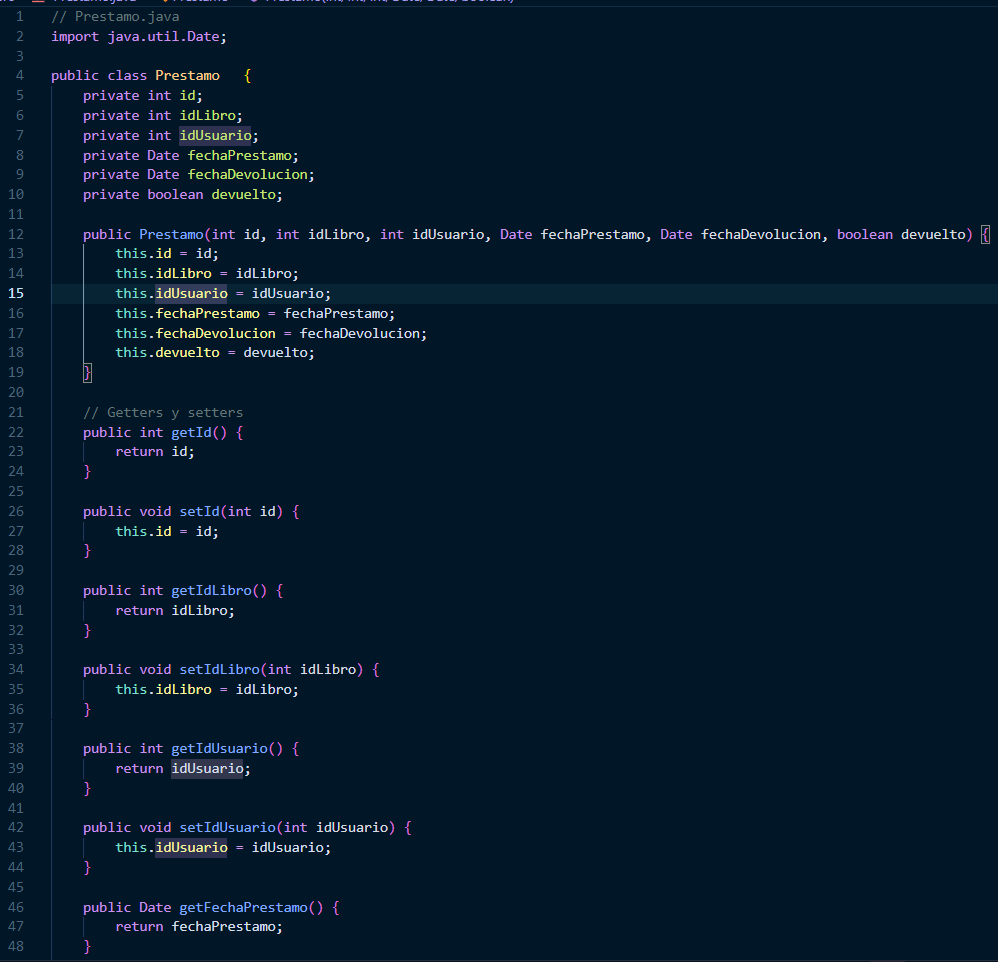 1 // Prestamo.java
2 import java.util.Date;
3
4 public class Prestamo   {
5     private int id;
6     private int idLibro;
7     private int idUsuario;
8     private Date fechaPrestamo;
9     private Date fechaDevolucion;
10     private boolean devuelto;
11
12     public Prestamo(int id, int idLibro, int idUsuario, Date fechaPrestamo, Date fechaDevolucion, boolean devuelto) {
13         this.id = id;
14         this.idLibro = idLibro;
15         this.idUsuario = idUsuario;
16         this.fechaPrestamo = fechaPrestamo;
17         this.fechaDevolucion = fechaDevolucion;
18         this.devuelto = devuelto;
19     }
20
21     // Getters y setters
22     public int getId() {
23         return id;
24     }
25
26     public void setId(int id) {
27         this.id = id;
28     }
29
30     public int getIdLibro() {
31         return idLibro;
32     }
33
34     public void setIdLibro(int idLibro) {
35         this.idLibro = idLibro;
36     }
37
38     public int getIdUsuario() {
39         return idUsuario;
40     }
41
42     public void setIdUsuario(int idUsuario) {
43         this.idUsuario = idUsuario;
44     }
45
46     public Date getFechaPrestamo() {
47         return fechaPrestamo;
48     }